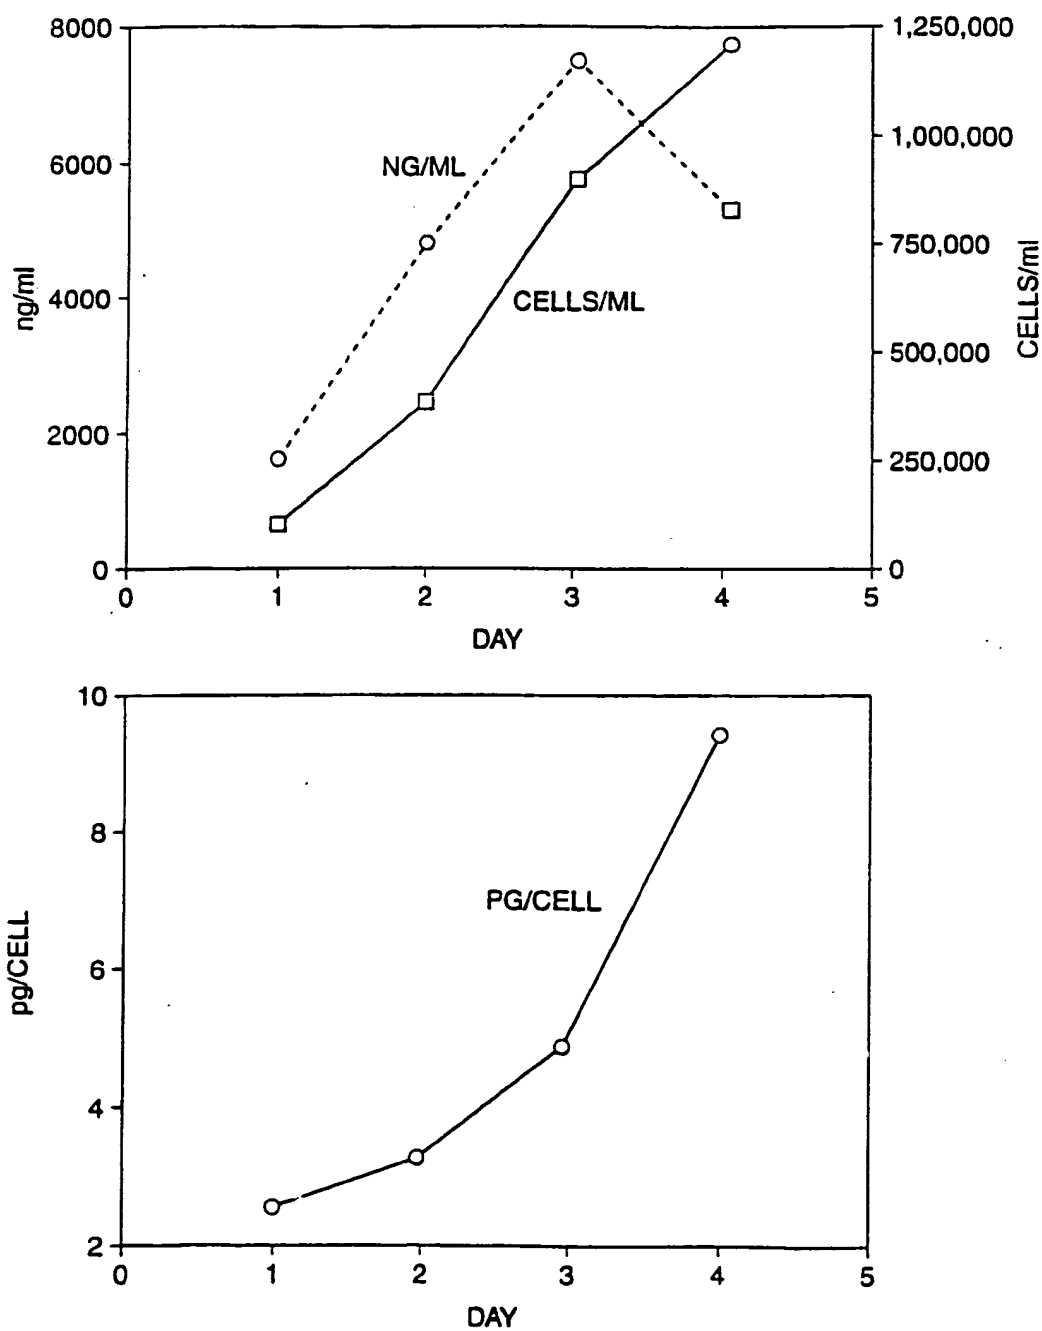 8000
1,250,000
1,000,000
NG/ML
6000
750,000
ng/ml
4000
CELLS/ML
CELLS/ml
500,000
2000
250,000
0
0
0 1 2 3 4 5
DAY
10
8
PG/CELL
pg/CELL
6
4
2
0 1 2 3 4 5
DAY